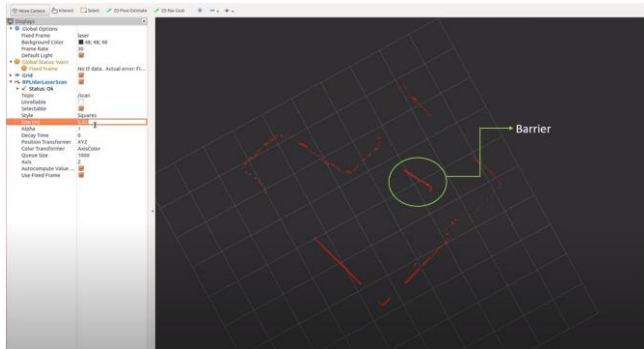 Move Camera Interact Select 2D Pose Estimate 2D Nav Goal
Displays
Global Options
Fixed Frame laser
Background Color 48; 48; 48
Frame Rate 30
Default Light
Global Status: Warn
Fixed Frame No tf data. Actual error: Fi...
Grid
RPLidarLaserScan
Status: Ok
Topic /scan
Unreliable
Selectable
Style Squares
Size (m)
Alpha 1
Decay Time 0
Position Transformer XYZ
Color Transformer AxisColor
Queue Size 1000
Axis Z
Autocompute Value ...
Use Fixed Frame
Barrier